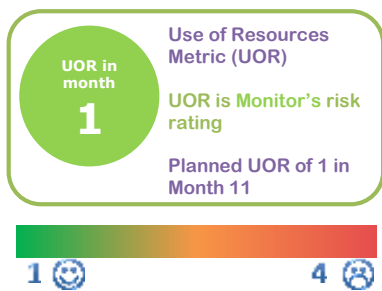 UOR in
month
1
Use of Resources
Metric (UOR)
UOR is Monitor's risk
rating
Planned UOR of 1 in
Month 11
1
4